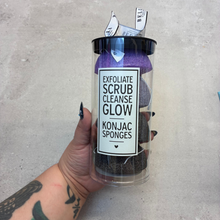 EXFOLIATE
SCRUB
CLEANSE
GLOW
KONJAC
SPONGES